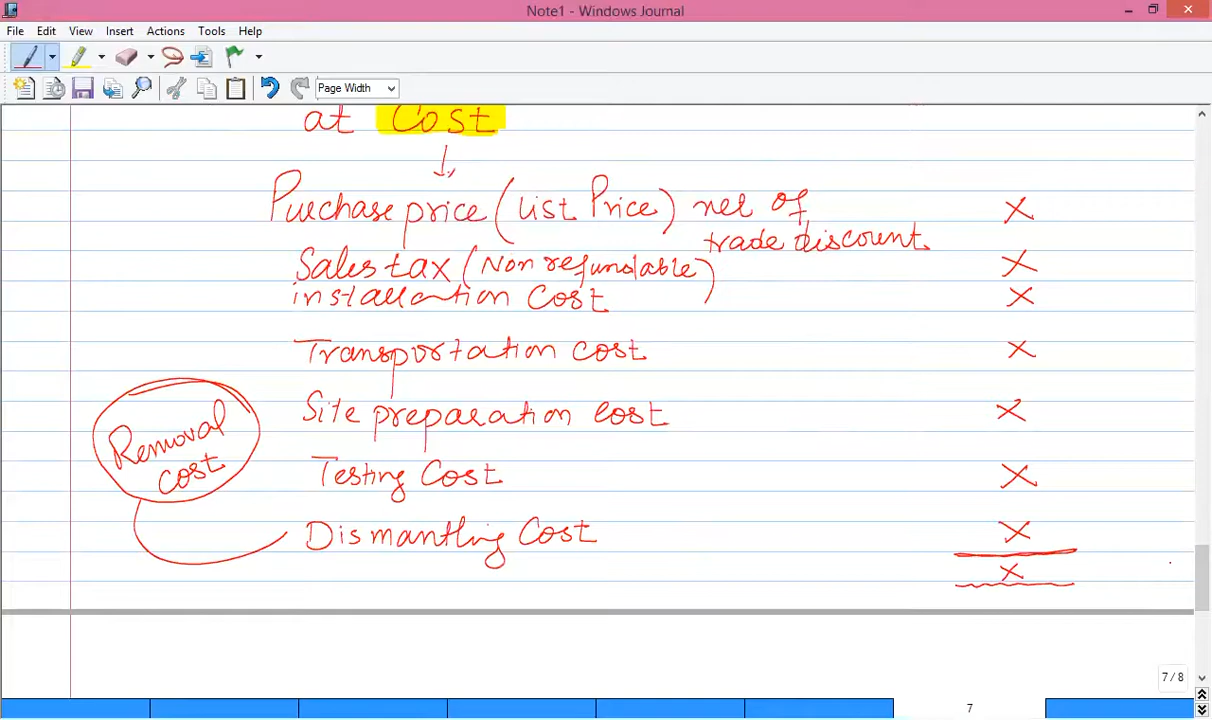 Note1 - Windows Journal
File Edit View Insert Actions Tools Help
Page Width
at Cost
Purchase price (List Price) net of X
trade discount.
Sales tax (Non refundable) X
installation Cost X
Transportation cost X
Site preparation cost X
Removal
cost
Testing Cost X
Dismantling Cost X
X
7 / 8
7